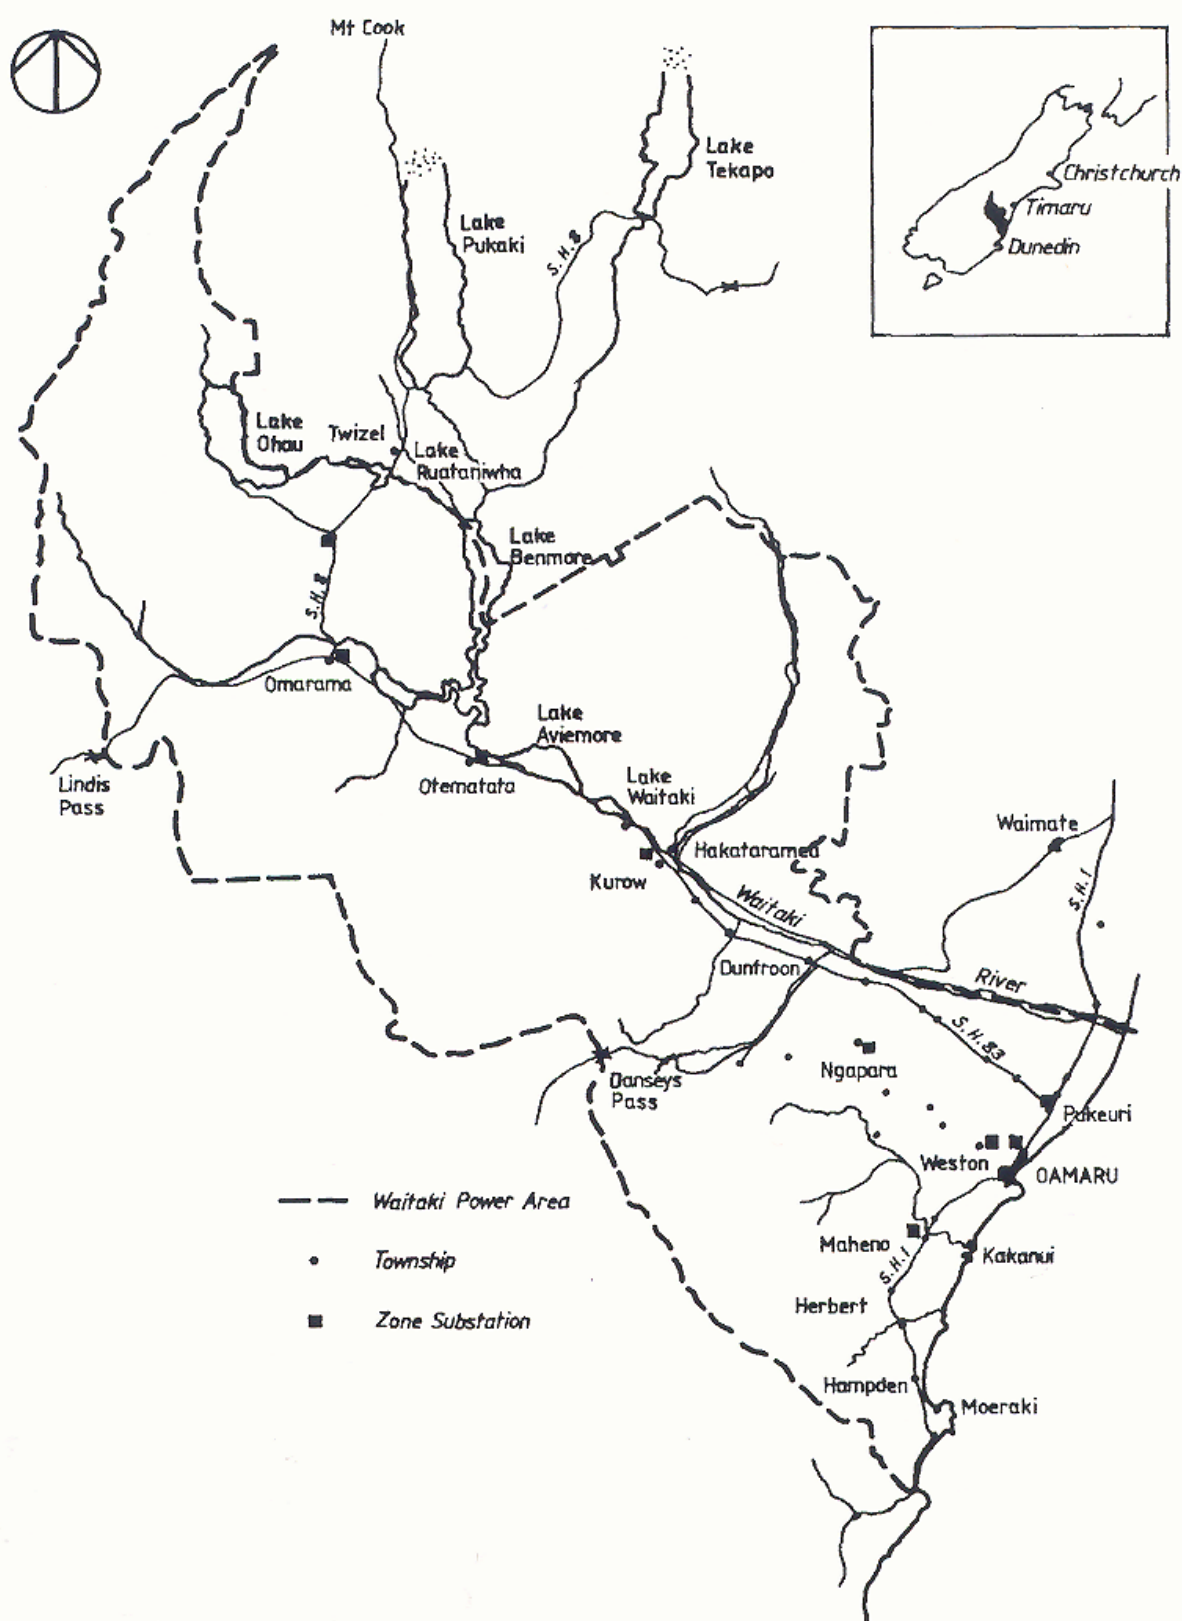 Mt Cook
Lake
Tekapo
Lake
Pukaki
S.H.8
Christchurch
Timaru
Dunedin
Lake
Ohau
Twizel
Lake
Ruataniwha
Lake
Benmore
S.H.8
Omarama
Lake
Aviemore
Lindis
Pass
Otematata
Lake
Waitaki
Waimate
Hakataramea
Kurow
S.H.1
Waitaki
Duntroon
River
S.H.83
Ngapara
Danseys
Pass
Pukeuri
Weston
OAMARU
Waitaki Power Area
Maheno
Kakanui
Township
S.H.1
Herbert
Zone Substation
Hampden
Moeraki